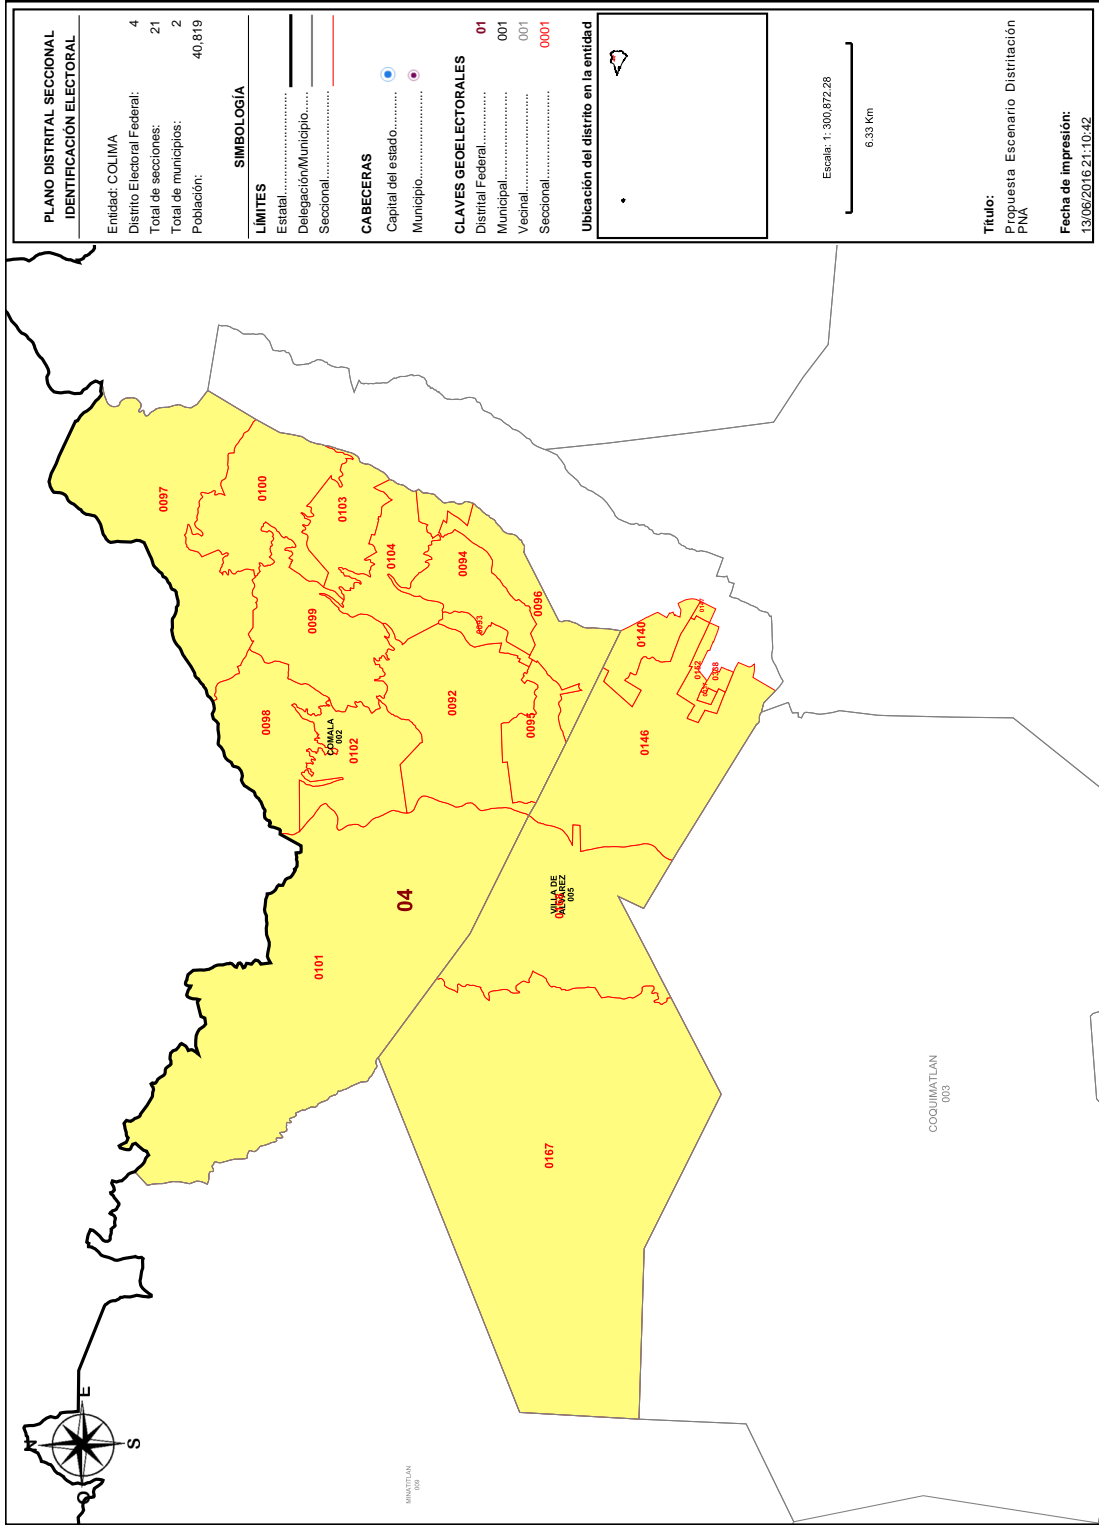 PLANO DISTRITAL SECCIONAL
IDENTIFICACIÓN ELECTORAL
Entidad: COLIMA
Distrito Electoral Federal: 4
Total de secciones: 21
Total de municipios: 2
Población: 40,819
SIMBOLOGÍA
LÍMITES
Estatal
Delegación/Municipio
Seccional
CABECERAS
Capital del estado
Municipio
CLAVES GEOELECTORALES
Distrital Federal 01
Municipal 001
Vecinal 001
Seccional 0001
Ubicación del distrito en la entidad
Escala: 1: 300,872.28
6.33 Km
Título:
Propuesta Escenario Distritación
PNA
Fecha de impresión:
13/06/2016 21:10:42
N
E
S
O
0097
0100
0103
0104
0094
0093
0096
0099
0098
COMALA
002
0102
0092
0095
0140
0152
0146
04
0101
VILLA DE
ALVAREZ
005
0167
COQUIMATLAN
003
MINATITLAN